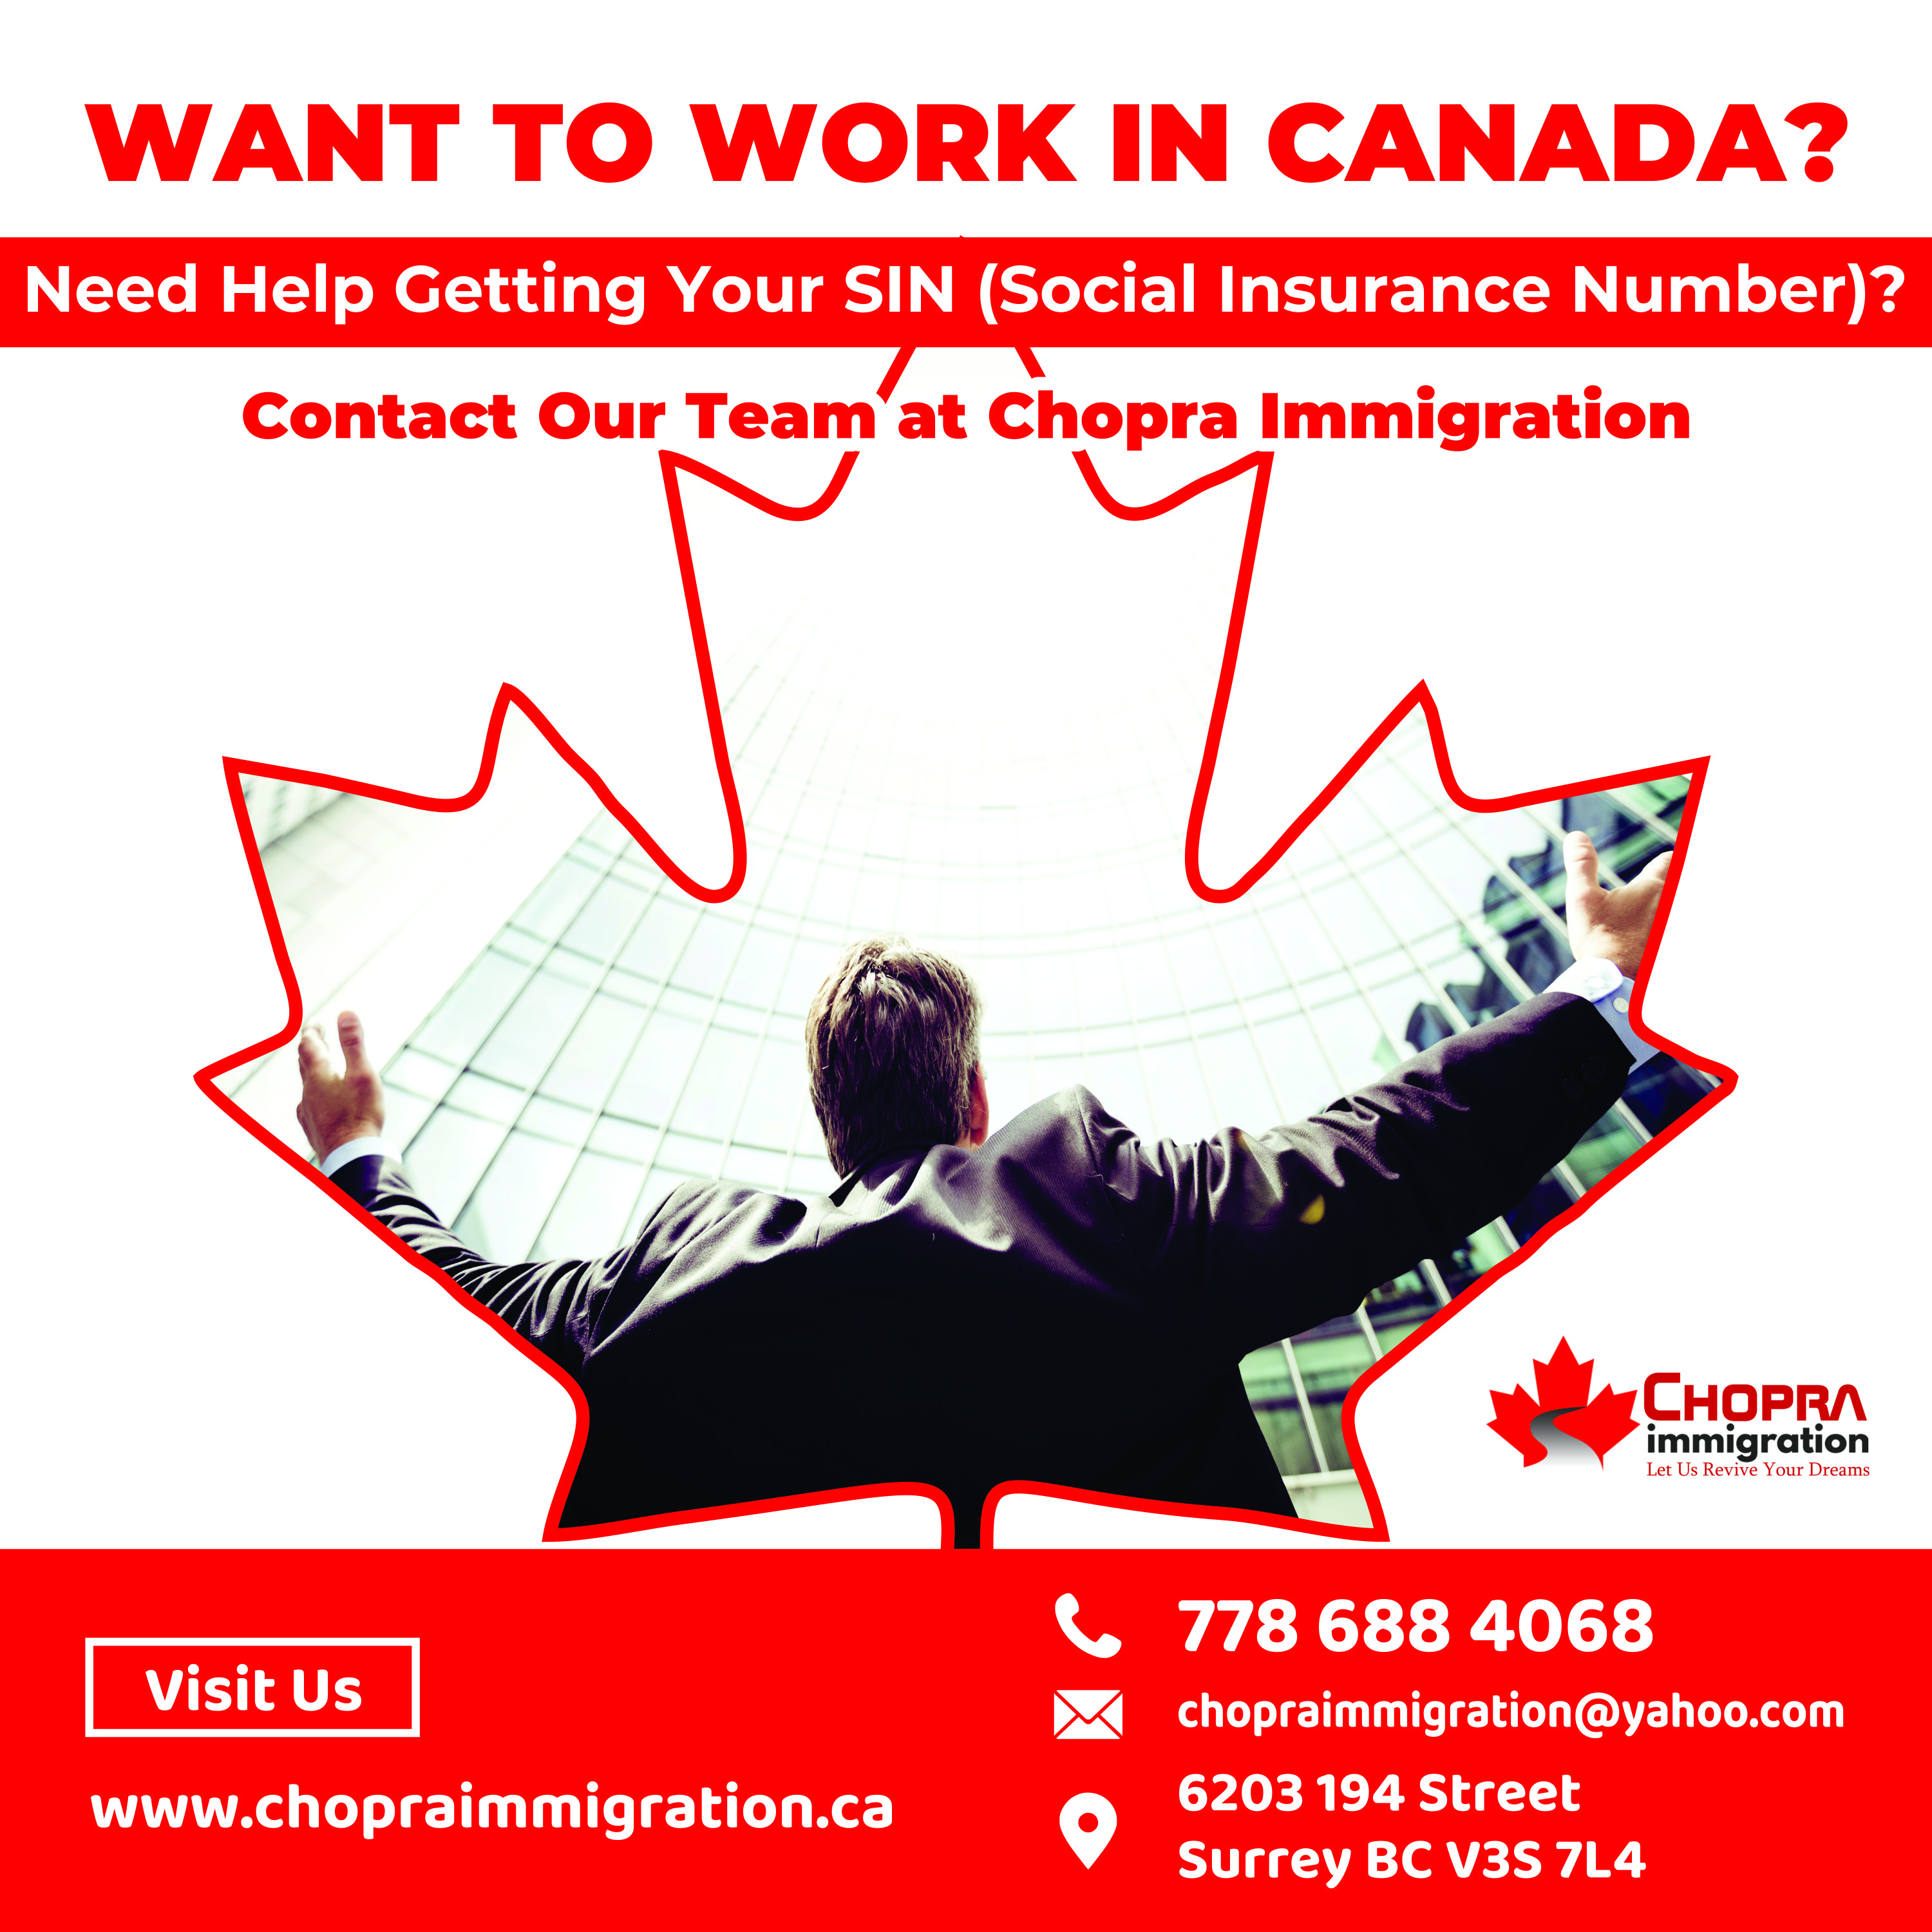 WANT TO WORK IN CANADA?
Need Help Getting Your SIN (Social Insurance Number)?
Contact Our Team at Chopra Immigration
CHOPRA
immigration
Let Us Revive Your Dreams
Visit Us
www.chopraimmigration.ca
778 688 4068
chopraimmigration@yahoo.com
6203 194 Street
Surrey BC V3S 7L4